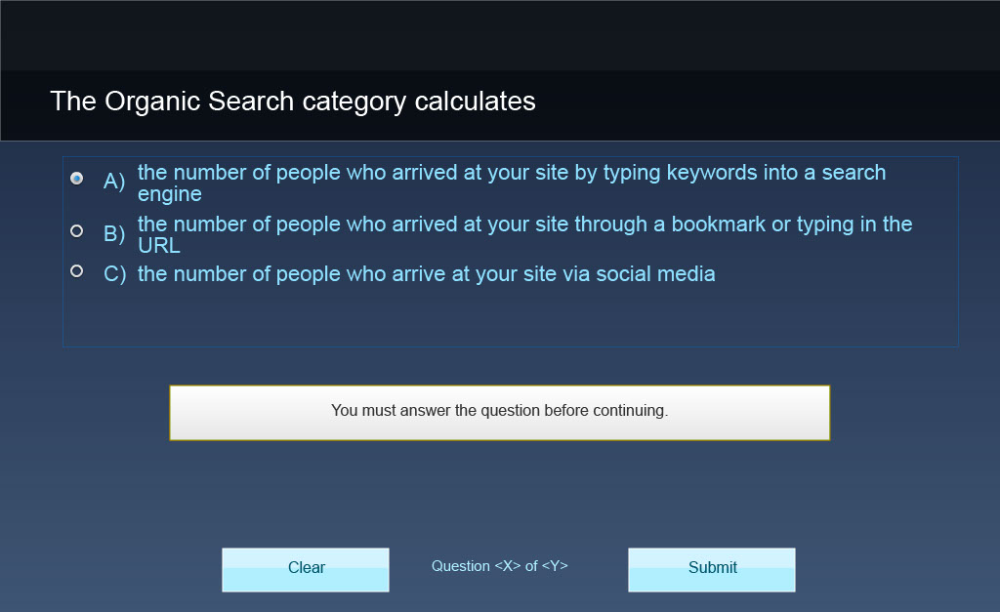 The Organic Search category calculates
A) the number of people who arrived at your site by typing keywords into a search
engine
B) the number of people who arrived at your site through a bookmark or typing in the
URL
C) the number of people who arrive at your site via social media
You must answer the question before continuing.
Clear Question <X> of <Y> Submit